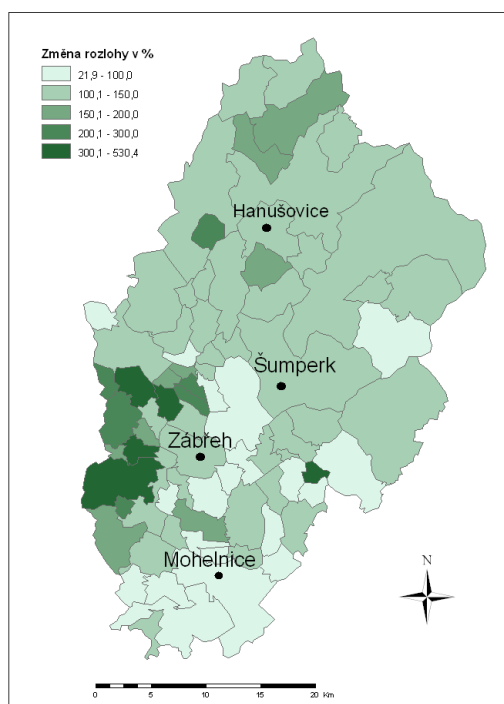 Změna rozlohy v %
21,9 - 100,0
100,1 - 150,0
150,1 - 200,0
200,1 - 300,0
300,1 - 530,4
Hanušovice
Šumperk
Zábřeh
Mohelnice
N
0 5 10 15 20 Km